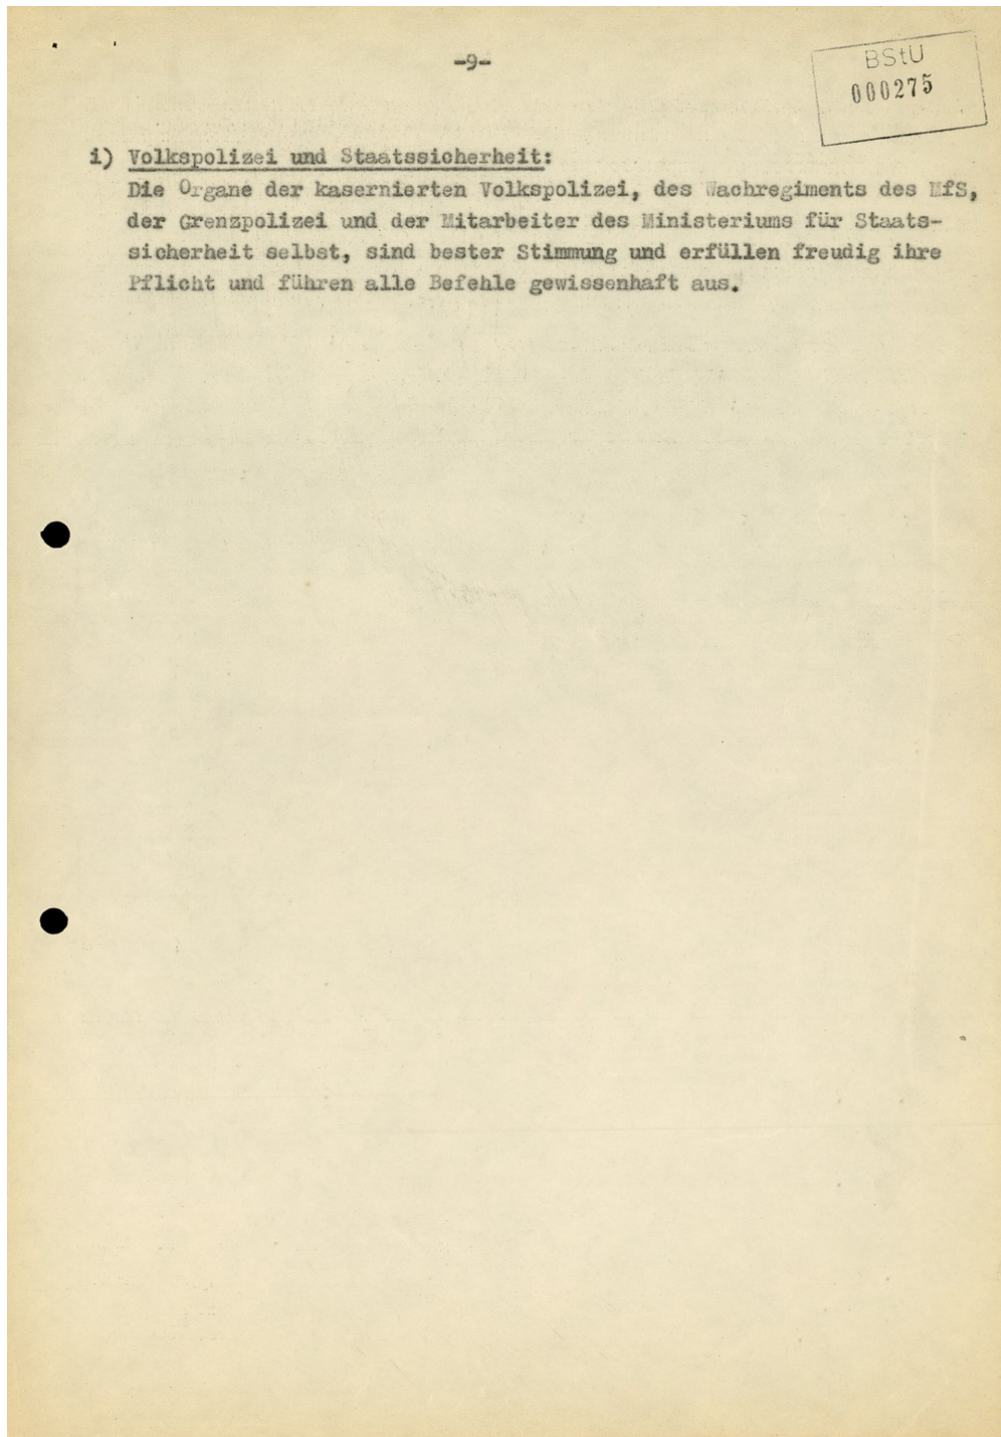 -9-
BStU
000275
i) Volkspolizei und Staatssicherheit:
Die Organe der kasernierten Volkspolizei, des Wachregiments des MfS,
der Grenzpolizei und der Mitarbeiter des Ministeriums für Staats-
sicherheit selbst, sind bester Stimmung und erfüllen freudig ihre
Pflicht und führen alle Befehle gewissenhaft aus.